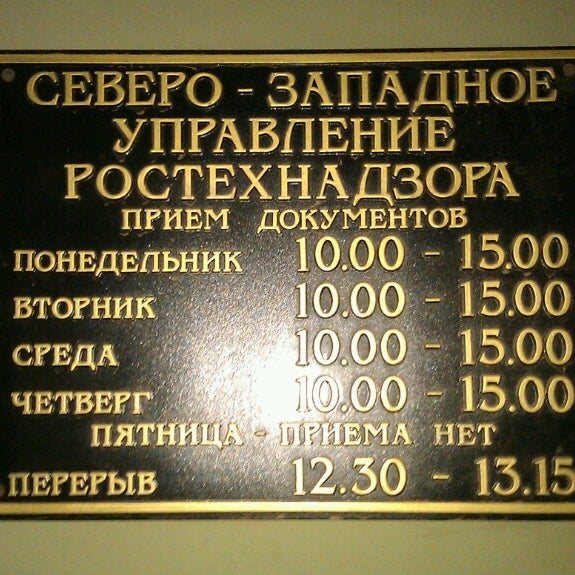 СЕВЕРО - ЗАПАДНОЕ
УПРАВЛЕНИЕ
РОСТЕХНАДЗОРА
ПРИЕМ ДОКУМЕНТОВ
ПОНЕДЕЛЬНИК 10.00 - 15.00
ВТОРНИК 10.00 - 15.00
СРЕДА 10.00 - 15.00
ЧЕТВЕРГ 10.00 - 15.00
ПЯТНИЦА - ПРИЕМА НЕТ
ПЕРЕРЫВ 12.30 - 13.15